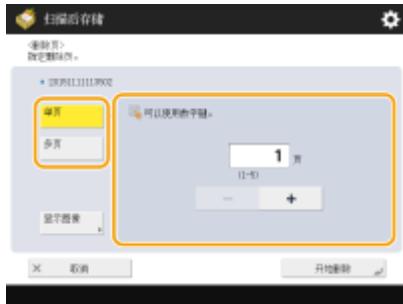 扫描后存储
<删除页>
指定删除页。
单页
可以使用数字键。
多页
1 页
(1-5)
− +
显示图像
× 取消
开始删除